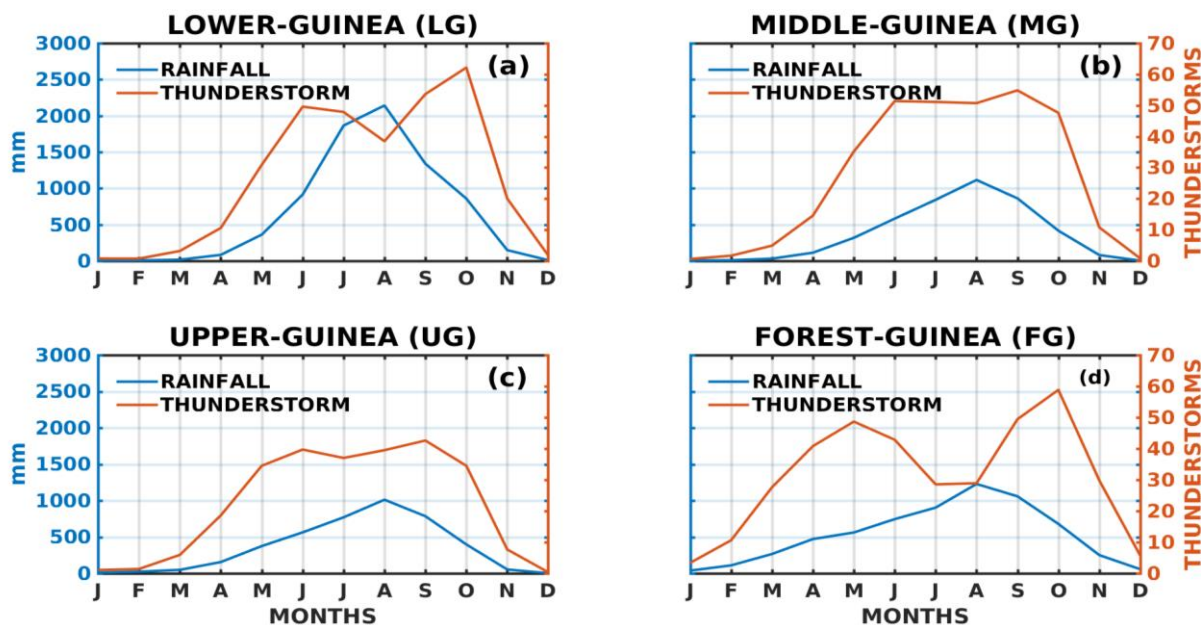 LOWER-GUINEA (LG)
3000
2500
2000
1500
1000
500
0
mm
RAINFALL
THUNDERSTORM
(a)
J F M A M J J A S O N D
MIDDLE-GUINEA (MG)
RAINFALL
THUNDERSTORM
(b)
70
60
50
40
30
20
10
0
THUNDERSTORMS
J F M A M J J A S O N D
UPPER-GUINEA (UG)
3000
2500
2000
1500
1000
500
0
mm
RAINFALL
THUNDERSTORM
(c)
J F M A M J J A S O N D
MONTHS
FOREST-GUINEA (FG)
RAINFALL
THUNDERSTORM
(d)
70
60
50
40
30
20
10
0
THUNDERSTORMS
J F M A M J J A S O N D
MONTHS